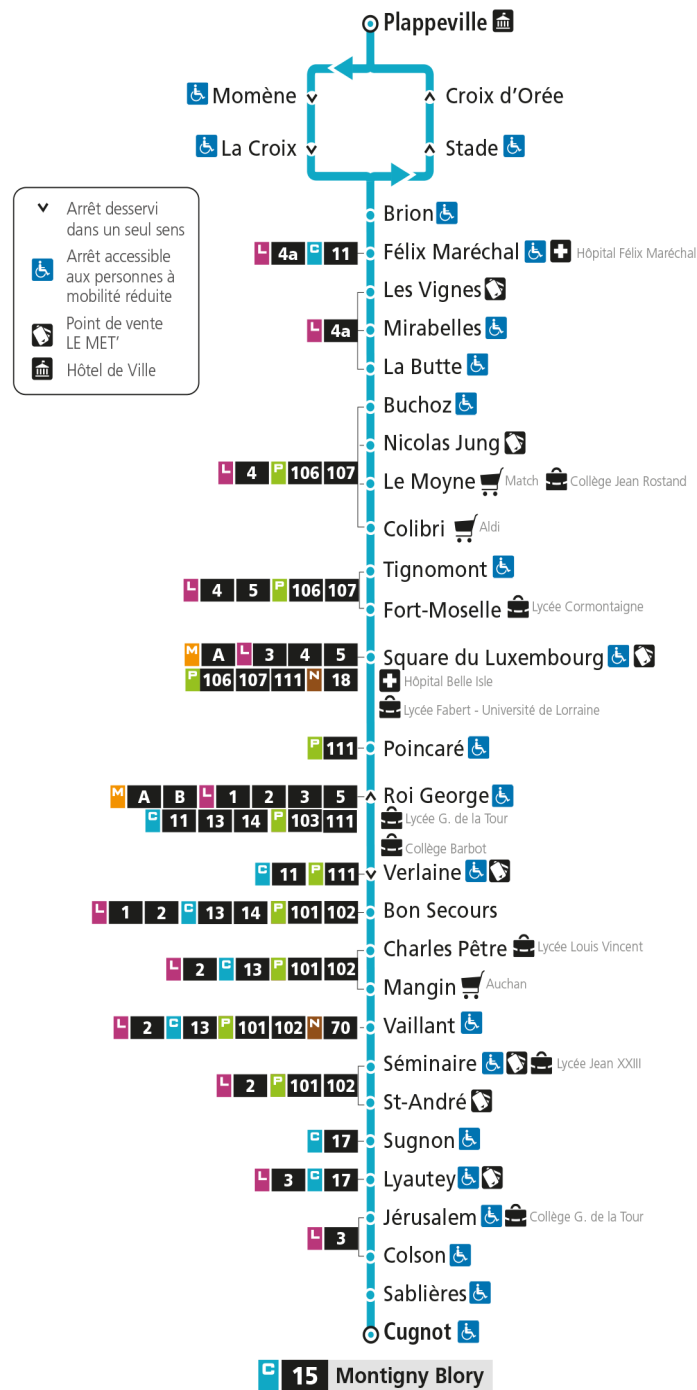 Plappeville
Momène
Croix d'Orée
La Croix
Stade
Arrêt desservi
dans un seul sens
Arrêt accessible
aux personnes à
mobilité réduite
Point de vente
LE MET'
Hôtel de Ville
Brion
L 4a C 11 Félix Maréchal Hôpital Félix Maréchal
Les Vignes
L 4a Mirabelles
La Butte
Buchoz
Nicolas Jung
L 4 P 106 107 Le Moyne Match Collège Jean Rostand
Colibri Aldi
Tignomont
L 4 5 P 106 107
Fort-Moselle Lycée Cormontaigne
M A L 3 4 5 Square du Luxembourg
P 106 107 111 N 18 Hôpital Belle Isle
Lycée Fabert - Université de Lorraine
P 111 Poincaré
M A B L 1 2 3 5 Roi George
C 11 13 14 P 103 111 Lycée G. de la Tour
Collège Barbot
C 11 P 111 Verlaine
L 1 2 C 13 14 P 101 102 Bon Secours
Charles Pêtre Lycée Louis Vincent
L 2 C 13 P 101 102
Mangin Auchan
L 2 C 13 P 101 102 N 70 Vaillant
Séminaire Lycée Jean XXIII
L 2 P 101 102
St-André
C 17 Sugnon
L 3 C 17 Lyautey
Jérusalem Collège G. de la Tour
L 3
Colson
Sablières
Cugnot
C 15 Montigny Blory